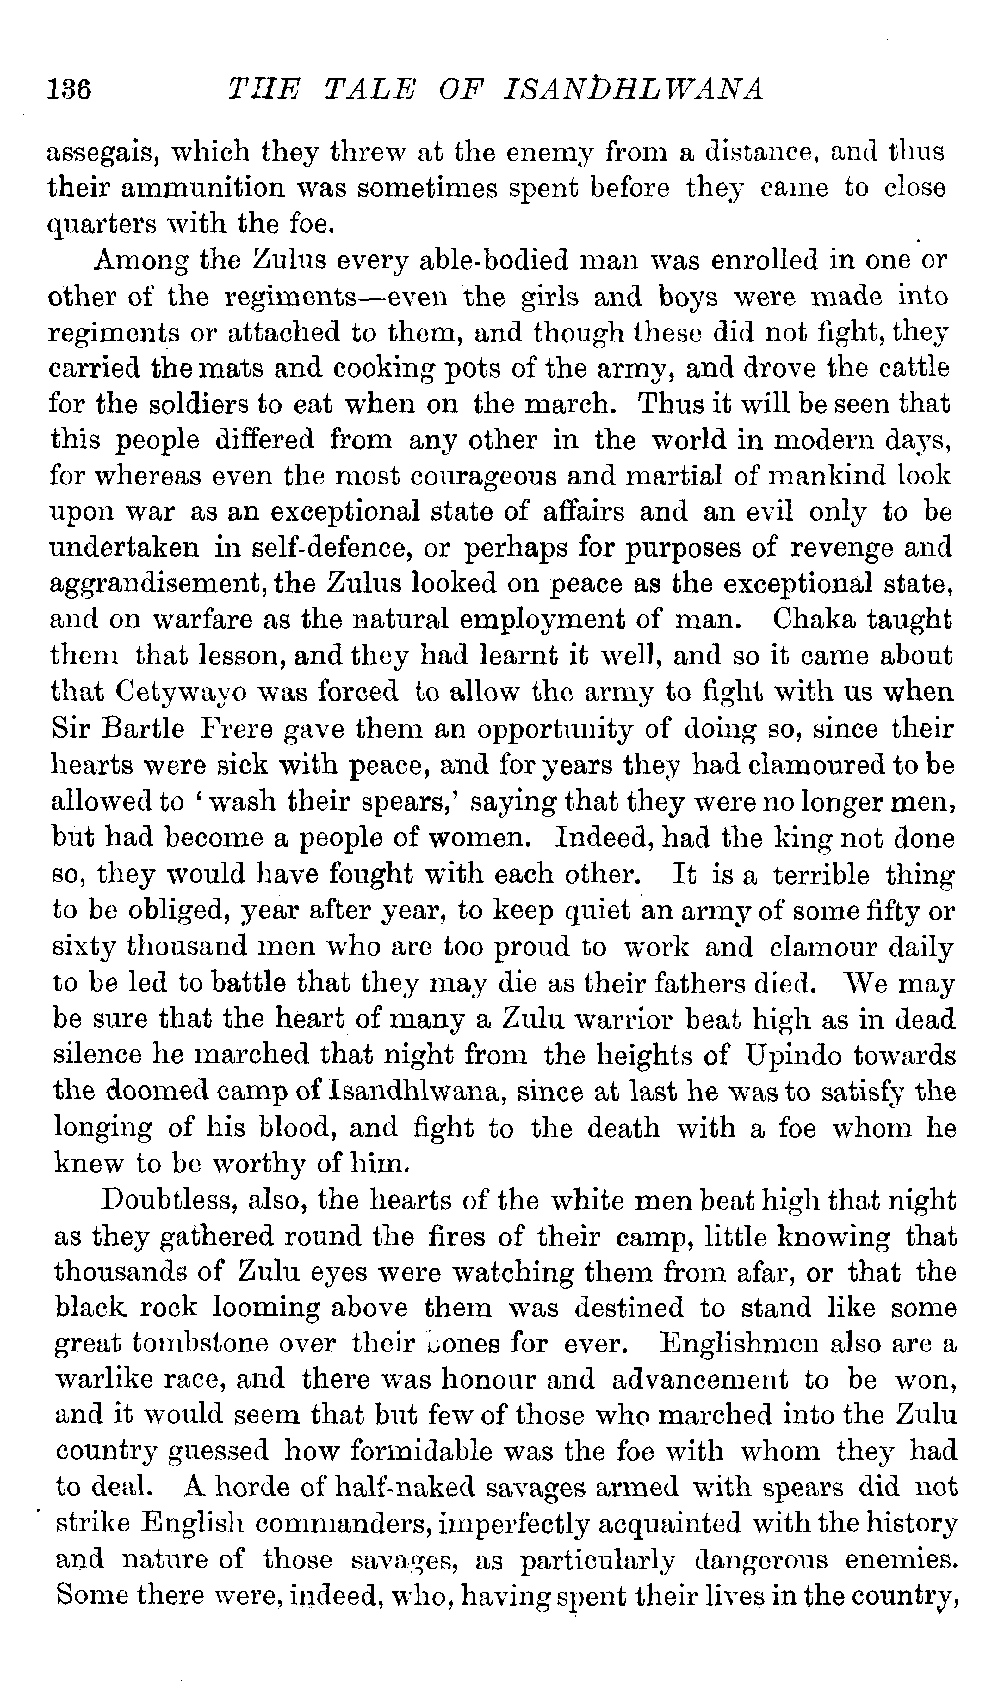 136 THE TALE OF ISANDHLWANA
assegais, which they threw at the enemy from a distance, and thus
their ammunition was sometimes spent before they came to close
quarters with the foe.
Among the Zulus every able-bodied man was enrolled in one or
other of the regiments—even the girls and boys were made into
regiments or attached to them, and though these did not fight, they
carried the mats and cooking pots of the army, and drove the cattle
for the soldiers to eat when on the march. Thus it will be seen that
this people differed from any other in the world in modern days,
for whereas even the most courageous and martial of mankind look
upon war as an exceptional state of affairs and an evil only to be
undertaken in self-defence, or perhaps for purposes of revenge and
aggrandisement, the Zulus looked on peace as the exceptional state,
and on warfare as the natural employment of man. Chaka taught
them that lesson, and they had learnt it well, and so it came about
that Cetywayo was forced to allow the army to fight with us when
Sir Bartle Frere gave them an opportunity of doing so, since their
hearts were sick with peace, and for years they had clamoured to be
allowed to ‘wash their spears,’ saying that they were no longer men,
but had become a people of women. Indeed, had the king not done
so, they would have fought with each other. It is a terrible thing
to be obliged, year after year, to keep quiet an army of some fifty or
sixty thousand men who are too proud to work and clamour daily
to be led to battle that they may die as their fathers died. We may
be sure that the heart of many a Zulu warrior beat high as in dead
silence he marched that night from the heights of Upindo towards
the doomed camp of Isandhlwana, since at last he was to satisfy the
longing of his blood, and fight to the death with a foe whom he
knew to be worthy of him.
Doubtless, also, the hearts of the white men beat high that night
as they gathered round the fires of their camp, little knowing that
thousands of Zulu eyes were watching them from afar, or that the
black rock looming above them was destined to stand like some
great tombstone over their bones for ever. Englishmen also are a
warlike race, and there was honour and advancement to be won,
and it would seem that but few of those who marched into the Zulu
country guessed how formidable was the foe with whom they had
to deal. A horde of half-naked savages armed with spears did not
strike English commanders, imperfectly acquainted with the history
and nature of those savages, as particularly dangerous enemies.
Some there were, indeed, who, having spent their lives in the country,